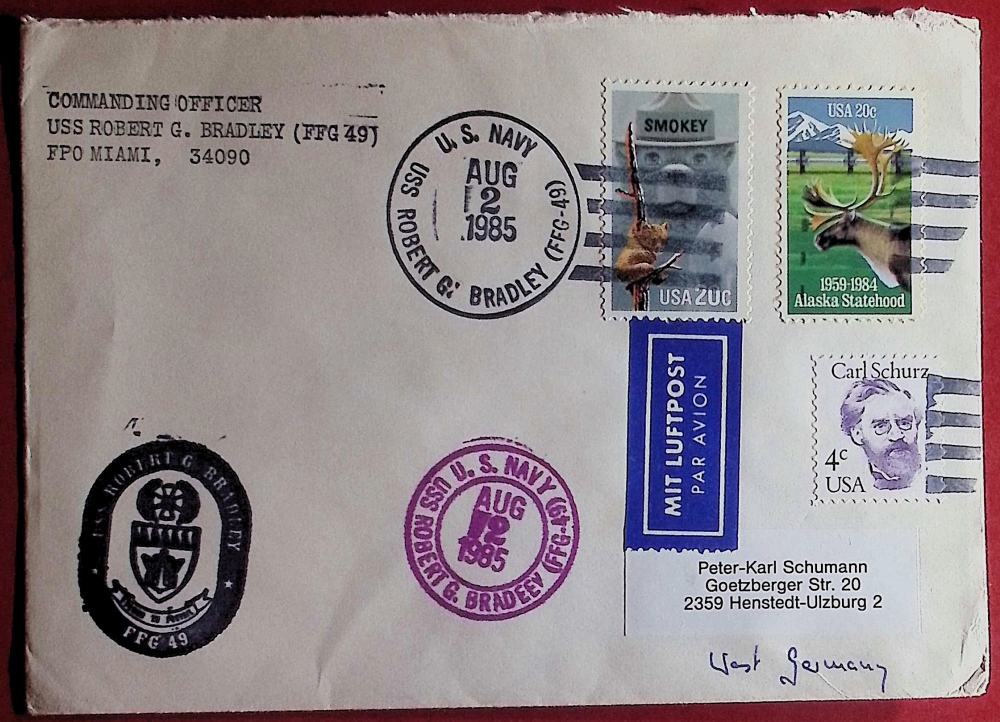 COMMANDING OFFICER
USS ROBERT G. BRADLEY (FFG 49)
FPO MIAMI, 34090
U. S. NAVY
AUG
2
1985
USS ROBERT G. BRADLEY (FFG-49)
SMOKEY
USA 20c
USA 20c
1959-1984
Alaska Statehood
Carl Schurz
4c
USA
MIT LUFTPOST
PAR AVION
USS ROBERT G. BRADLEY
FFG 49
U. S. NAVY
AUG
2
1985
USS ROBERT G. BRADEEY (FFG-49)
Peter-Karl Schumann
Goetzberger Str. 20
2359 Henstedt-Ulzburg 2
West Germany